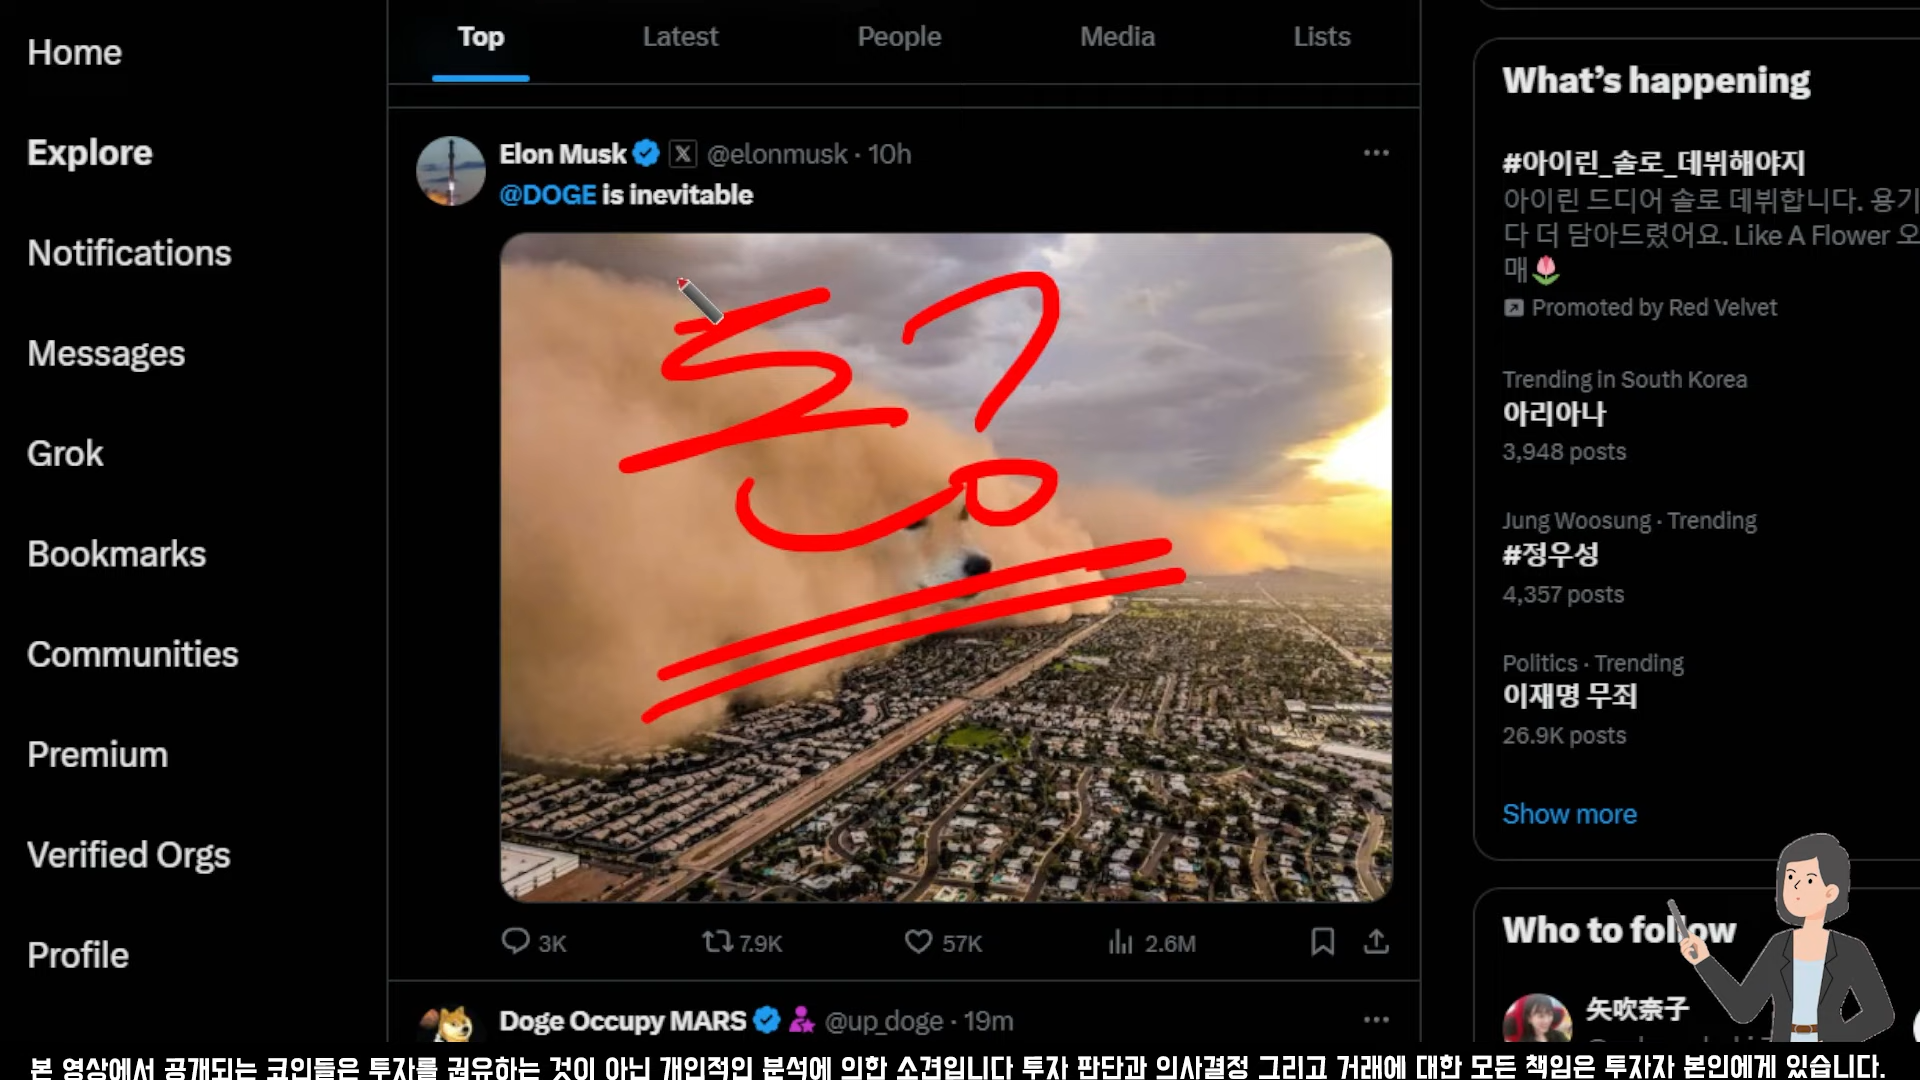 Home
Explore
Notifications
Messages
Grok
Bookmarks
Communities
Premium
Verified Orgs
Profile
Top Latest People Media Lists
Elon Musk @elonmusk · 10h
@DOGE is inevitable
돈?
3K 7.9K 57K 2.6M
Doge Occupy MARS @up_doge · 19m
What's happening
#아이린_솔로_데뷔해야지
아이린 드디어 솔로 데뷔합니다. 용기
다 더 담아드렸어요. Like A Flower 오
매🌷
Promoted by Red Velvet
Trending in South Korea
아리아나
3,948 posts
Jung Woosung · Trending
#정우성
4,357 posts
Politics · Trending
이재명 무죄
26.9K posts
Show more
Who to follow
矢吹奈子
본 영상에서 공개되는 코인들은 투자를 권유하는 것이 아닌 개인적인 분석에 의한 소견입니다 투자 판단과 의사결정 그리고 거래에 대한 모든 책임은 투자자 본인에게 있습니다.